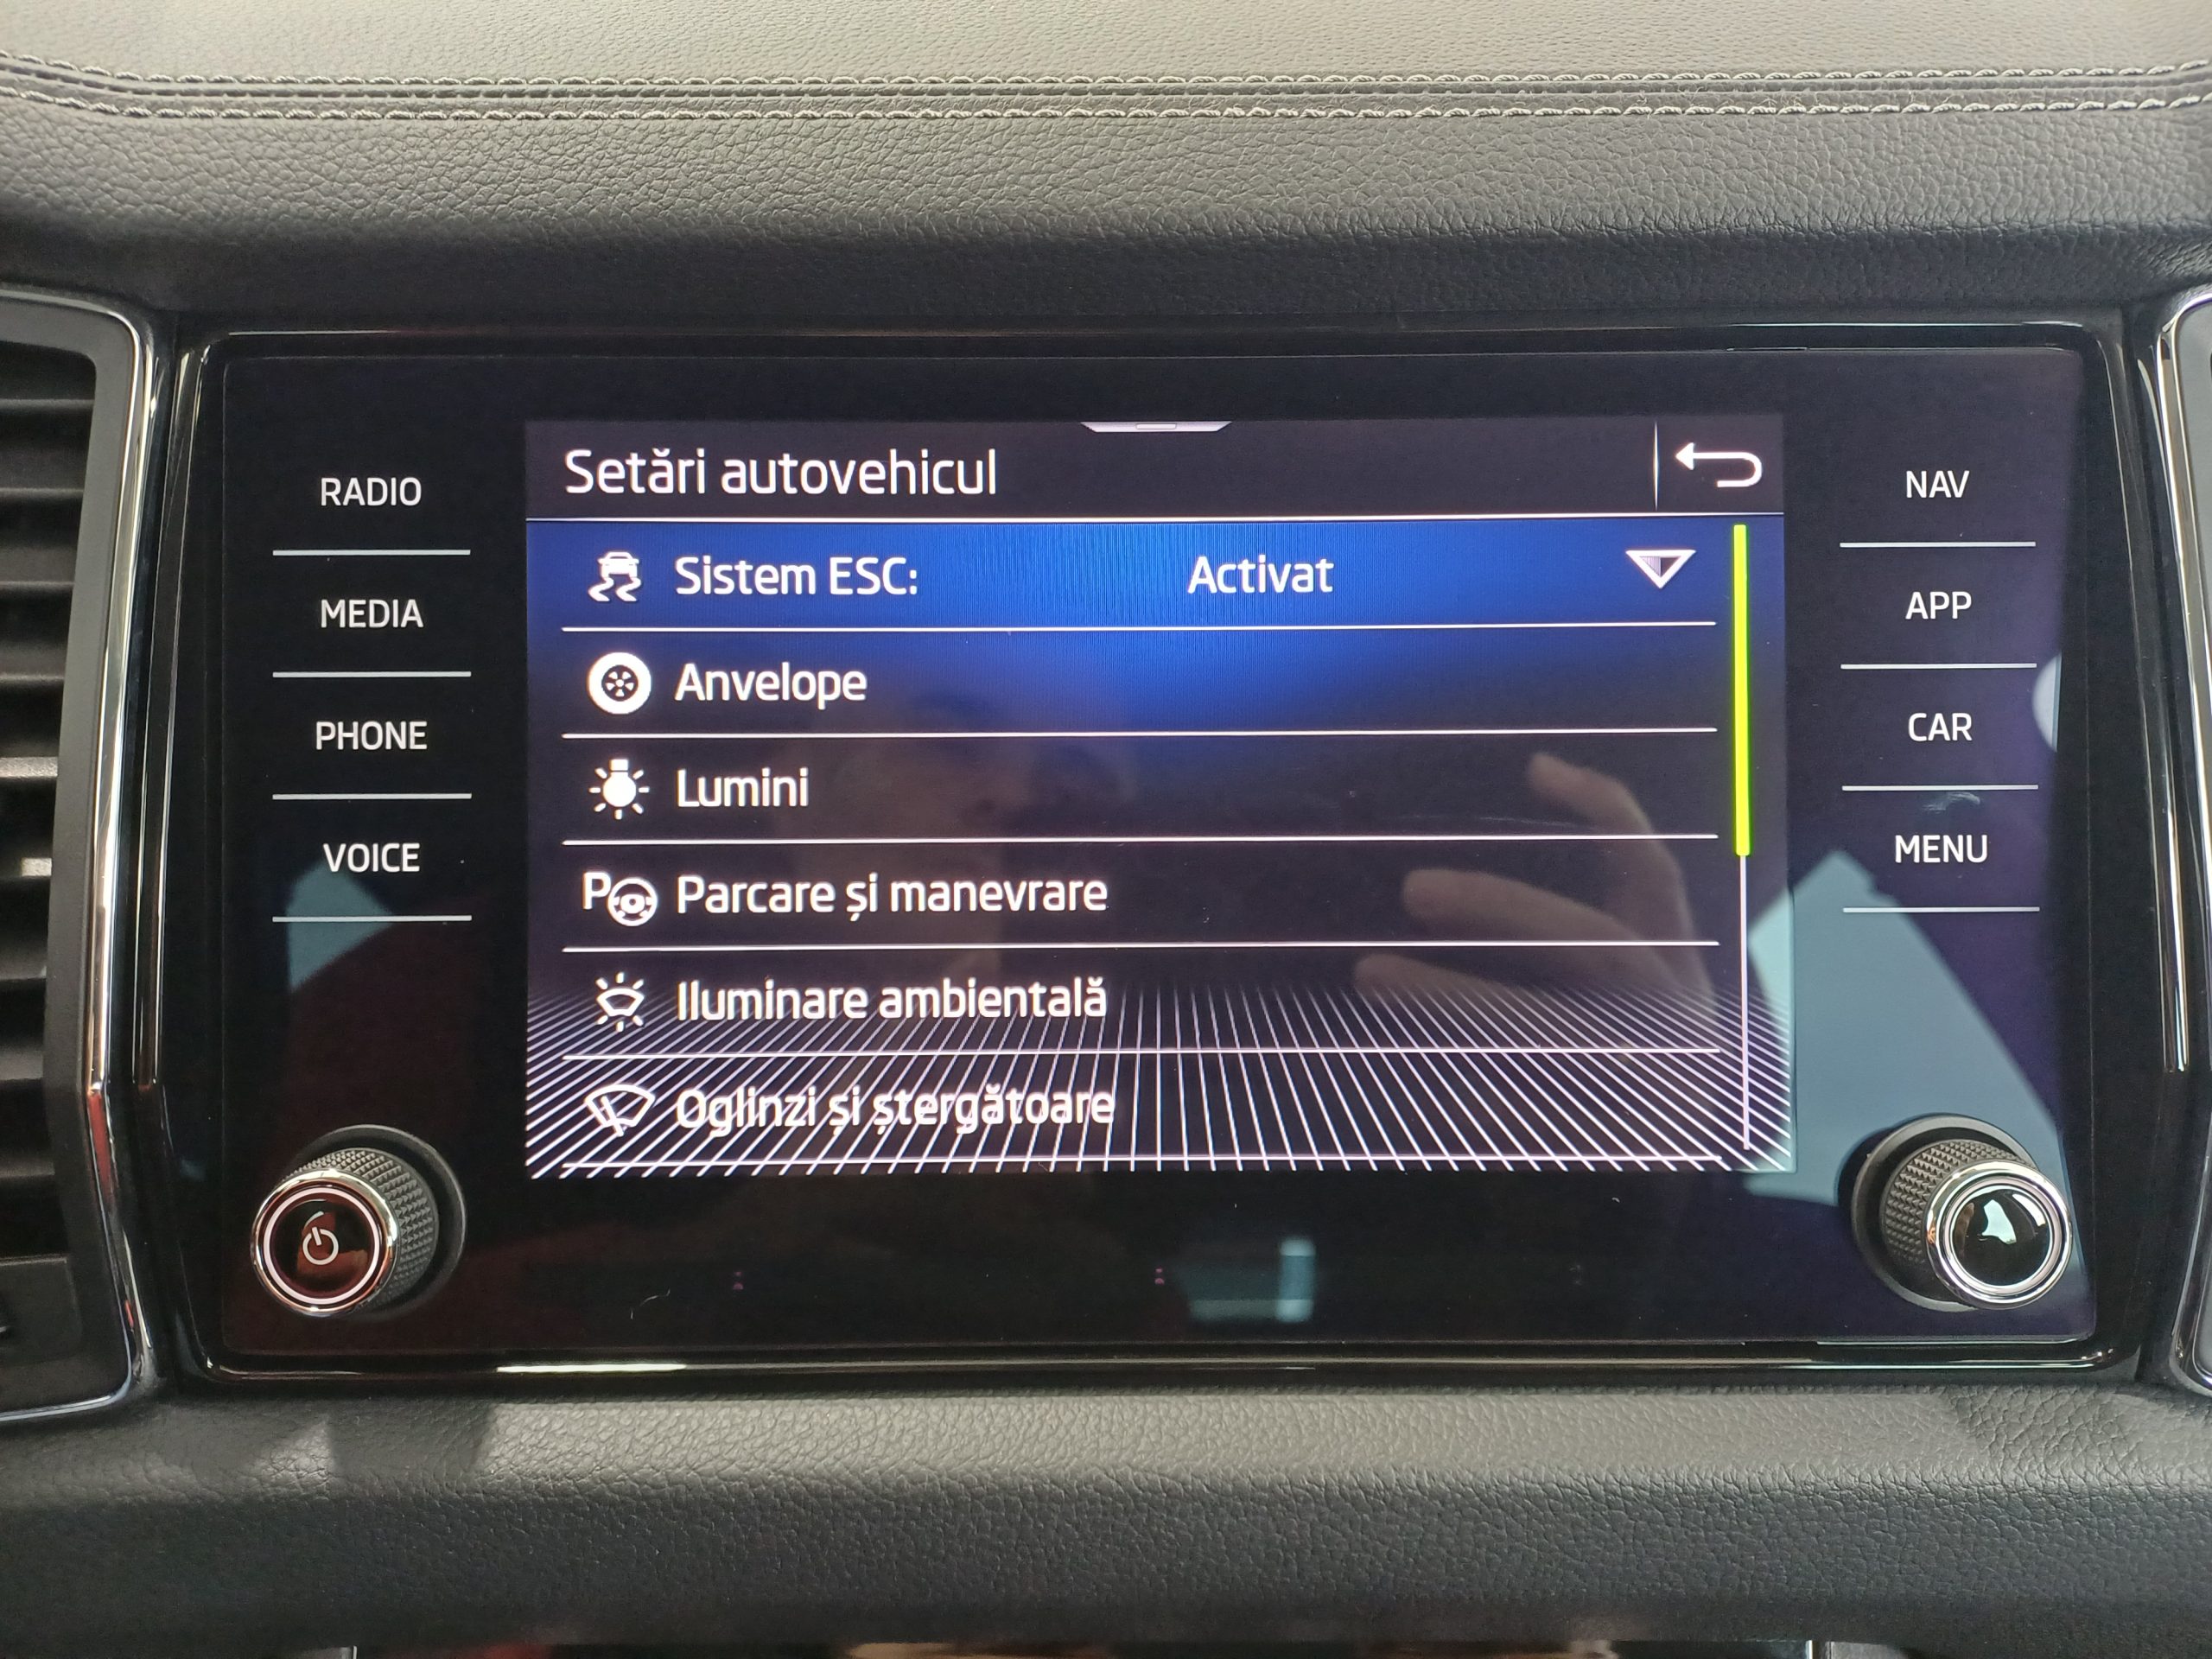 RADIO
MEDIA
PHONE
VOICE
Setări autovehicul
Sistem ESC: Activat
Anvelope
Lumini
P Parcare și manevrare
Iluminare ambientală
Oglinzi și ștergătoare
NAV
APP
CAR
MENU